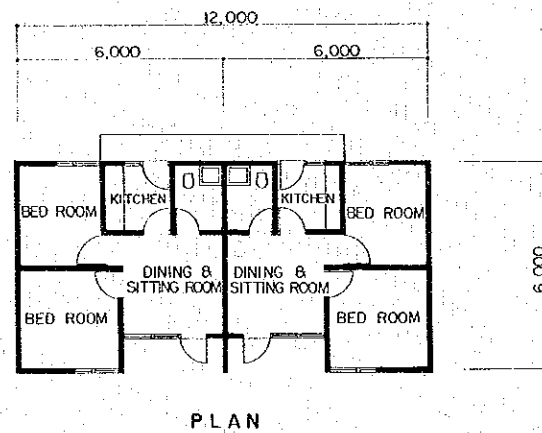 12,000
6,000 6,000
KITCHEN KITCHEN
BED ROOM BED ROOM
DINING & DINING &
SITTING ROOM SITTING ROOM
6,000
BED ROOM BED ROOM
PLAN